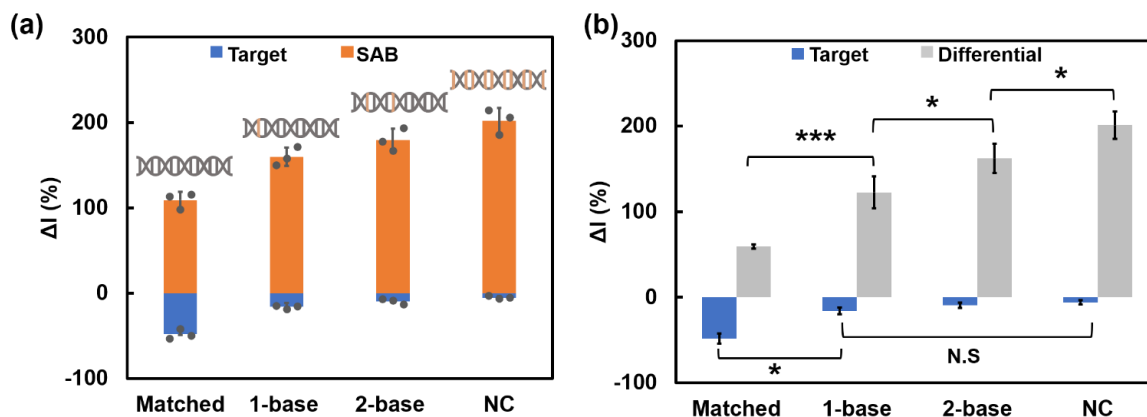 (a)
300
200
100
0
-100
ΔI (%)
Target SAB
Matched 1-base 2-base NC
(b)
300
200
100
0
-100
ΔI (%)
Target Differential
***
*
*
*
N.S
Matched 1-base 2-base NC